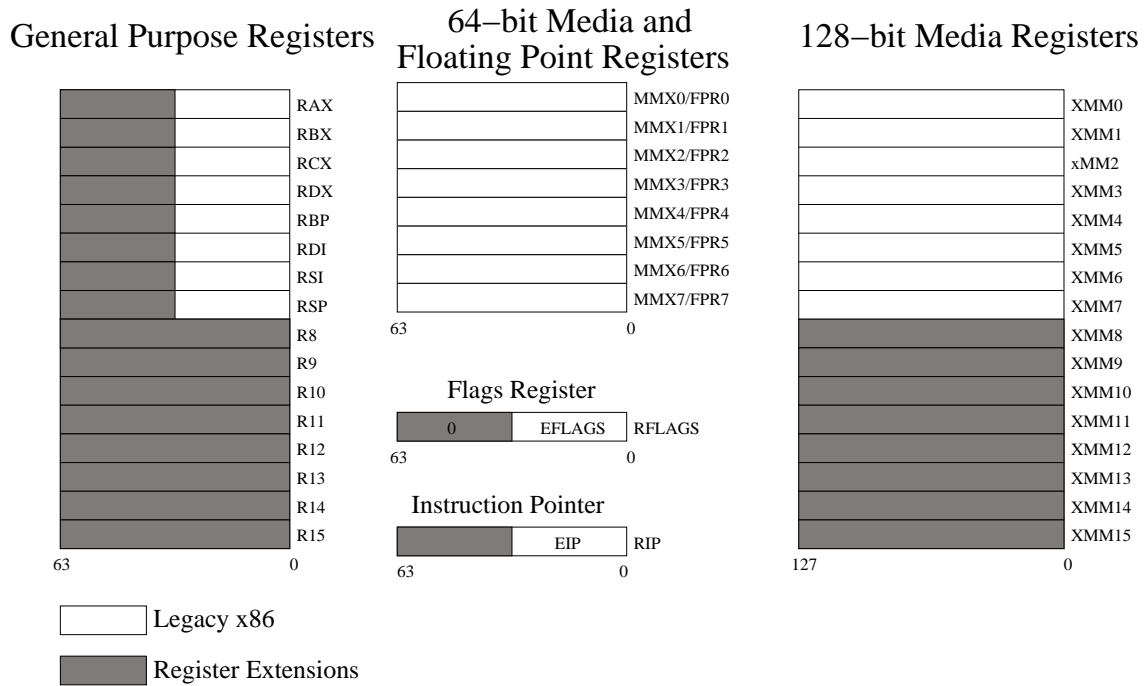 General Purpose Registers
RAX
RBX
RCX
RDX
RBP
RDI
RSI
RSP
R8
R9
R10
R11
R12
R13
R14
R15
63 0
64−bit Media and
Floating Point Registers
MMX0/FPR0
MMX1/FPR1
MMX2/FPR2
MMX3/FPR3
MMX4/FPR4
MMX5/FPR5
MMX6/FPR6
MMX7/FPR7
63 0
Flags Register
0 EFLAGS RFLAGS
63 0
Instruction Pointer
EIP RIP
63 0
128−bit Media Registers
XMM0
XMM1
xMM2
XMM3
XMM4
XMM5
XMM6
XMM7
XMM8
XMM9
XMM10
XMM11
XMM12
XMM13
XMM14
XMM15
127 0
Legacy x86
Register Extensions